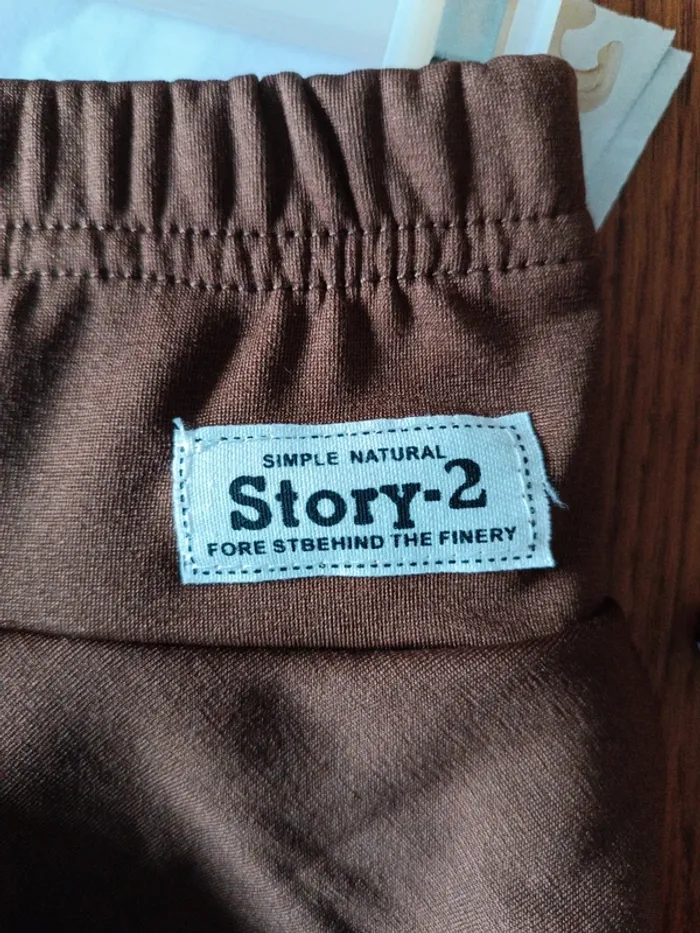 SIMPLE NATURAL
Story-2
FORE STBEHIND THE FINERY